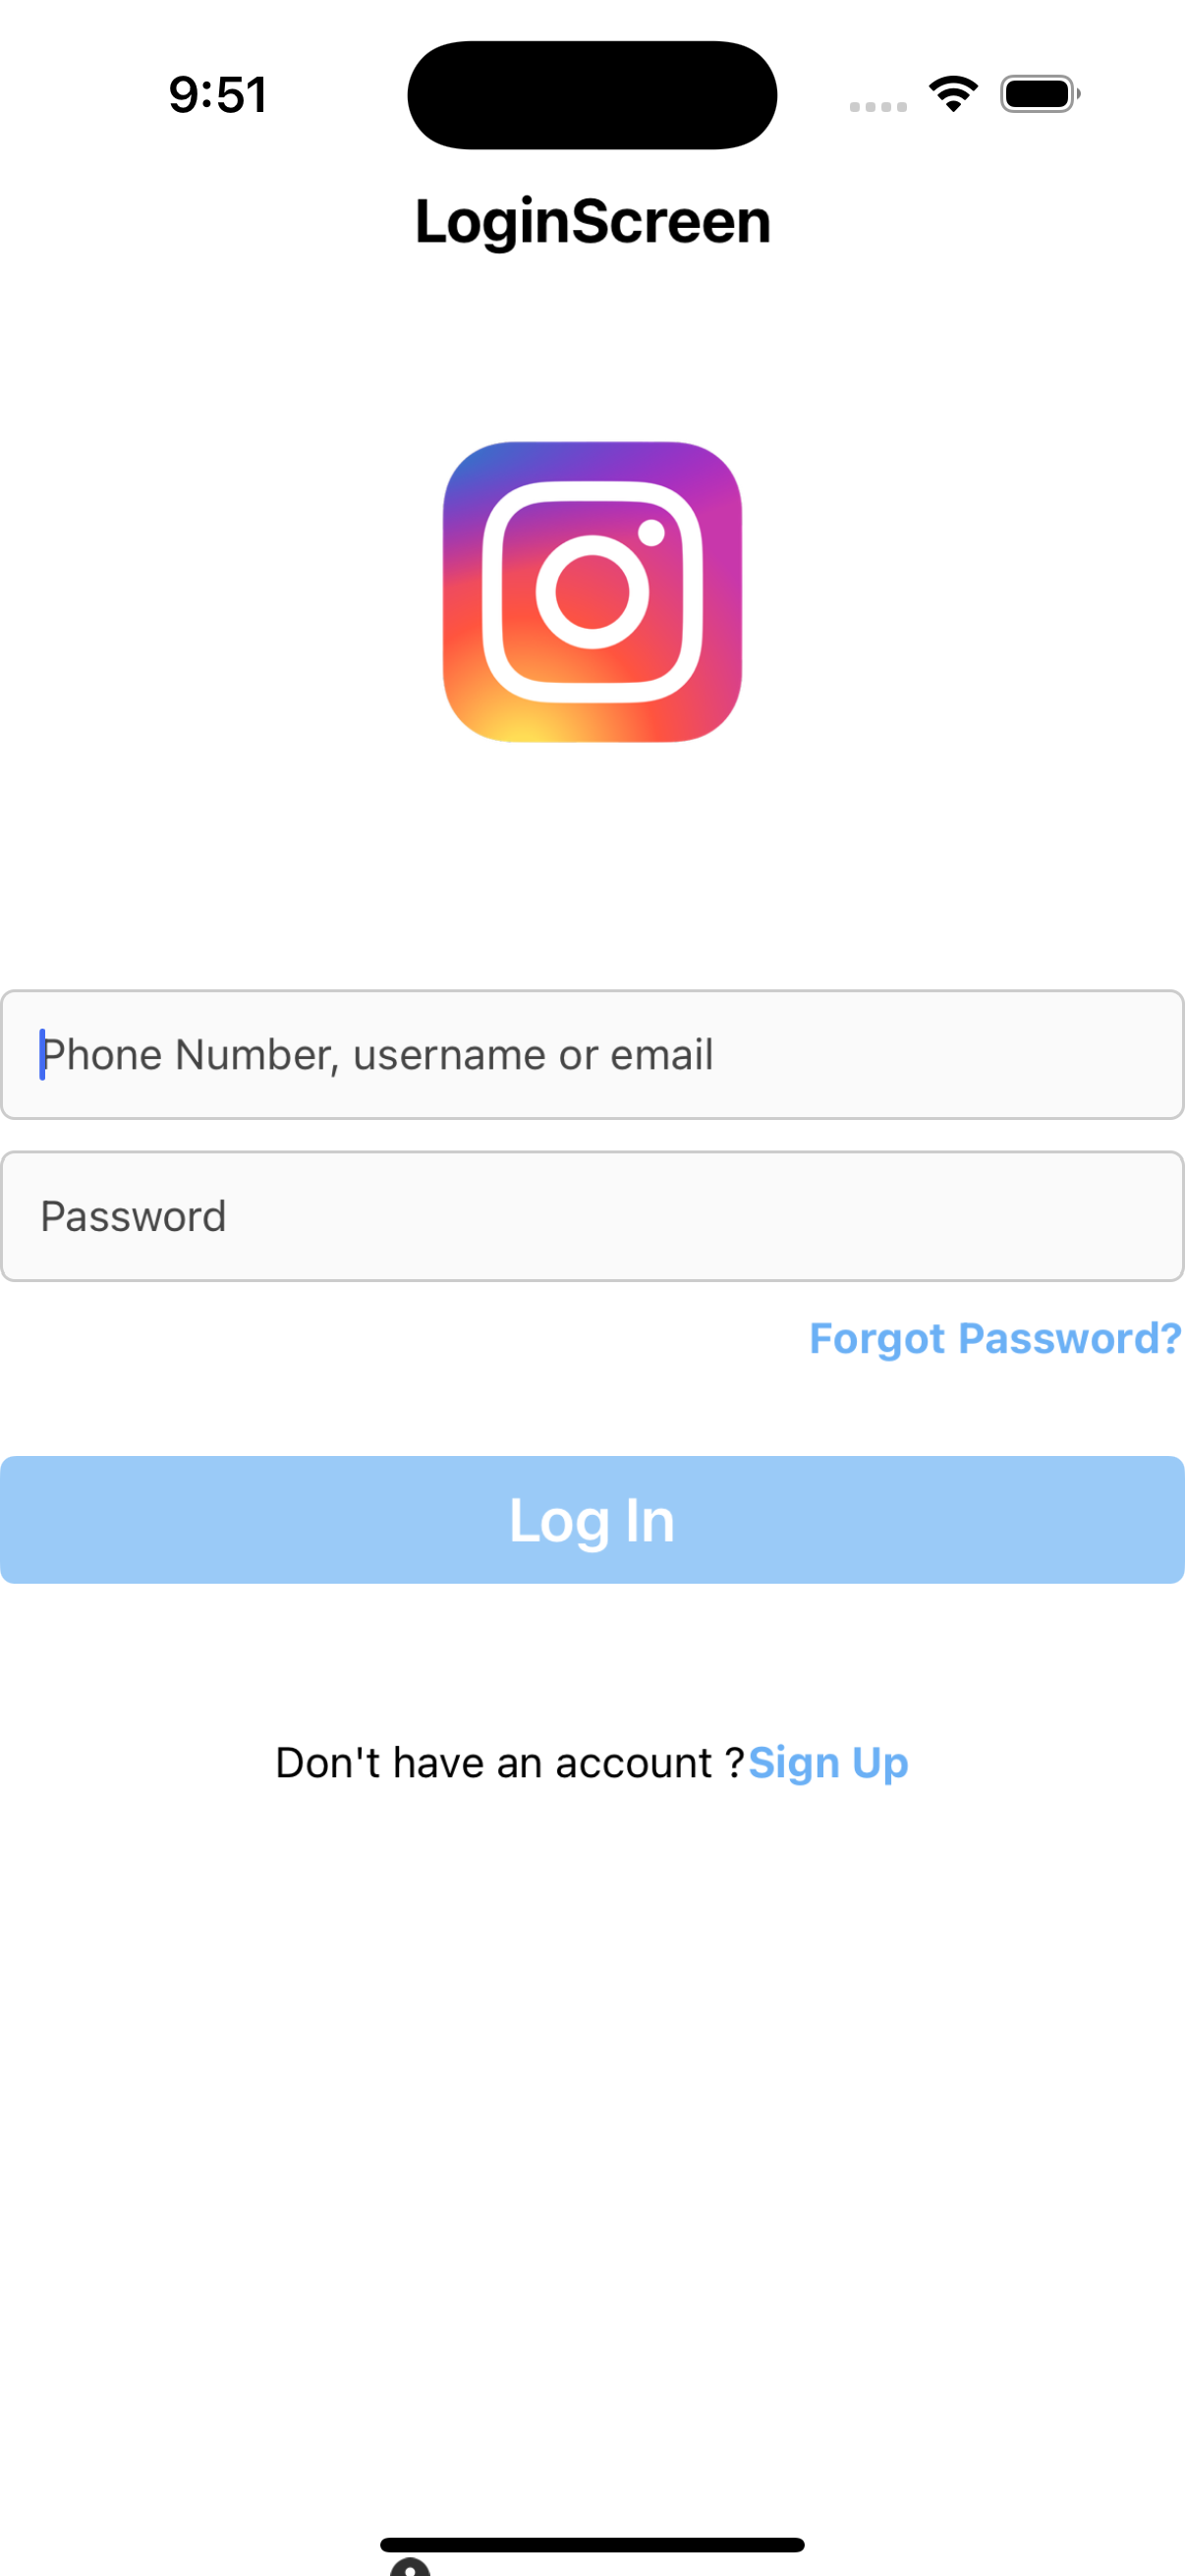 9:51
LoginScreen
Phone Number, username or email
Password
Forgot Password?
Log In
Don't have an account ?Sign Up